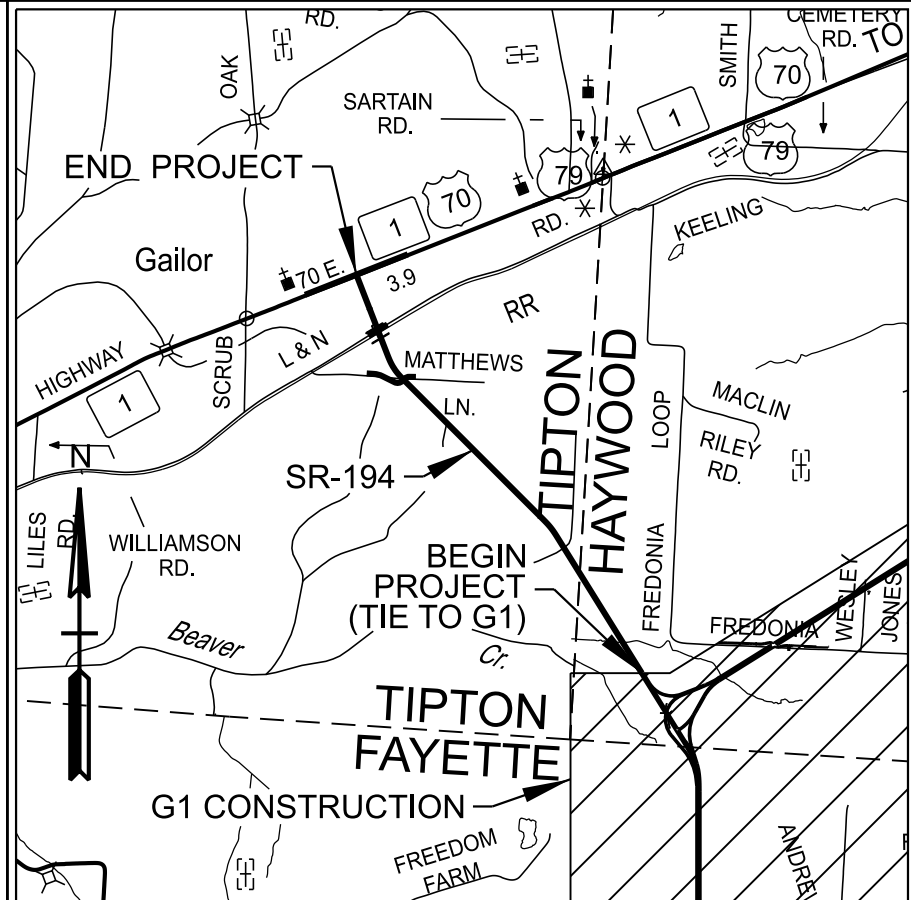 RD.
CEMETERY
RD.
TO
OAK
SMITH
70
SARTAIN
RD.
1
79
79
END PROJECT
70
1
RD.
KEELING
Gailor
70 E.
3.9
RR
L & N
SCRUB
HIGHWAY
1
MATTHEWS
LN.
TIPTON
HAYWOOD
LOOP
MACLIN
RILEY
RD.
N
SR-194
LILES
RD.
WILLIAMSON
RD.
BEGIN
PROJECT
(TIE TO G1)
FREDONIA
FREDONIA
WESLEY
JONES
Beaver
Cr.
TIPTON
FAYETTE
G1 CONSTRUCTION
FREEDOM
FARM